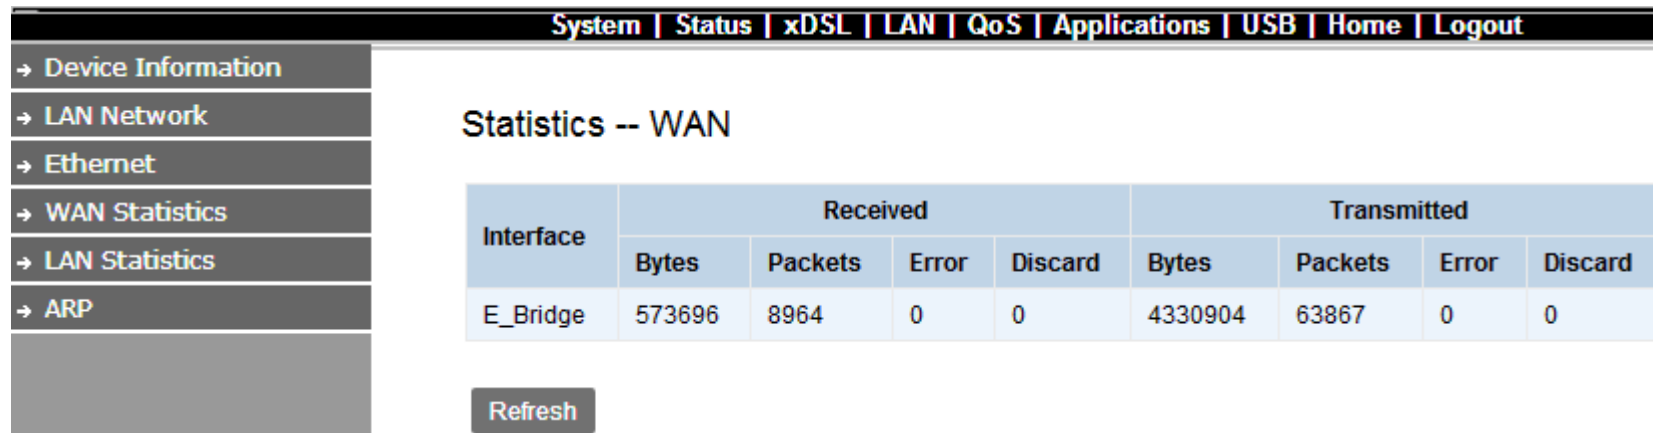 System | Status | xDSL | LAN | QoS | Applications | USB | Home | Logout
Device Information
LAN Network
Ethernet
WAN Statistics
LAN Statistics
ARP
Statistics -- WAN
Interface Received Transmitted
Bytes Packets Error Discard Bytes Packets Error Discard
E_Bridge 573696 8964 0 0 4330904 63867 0 0
Refresh